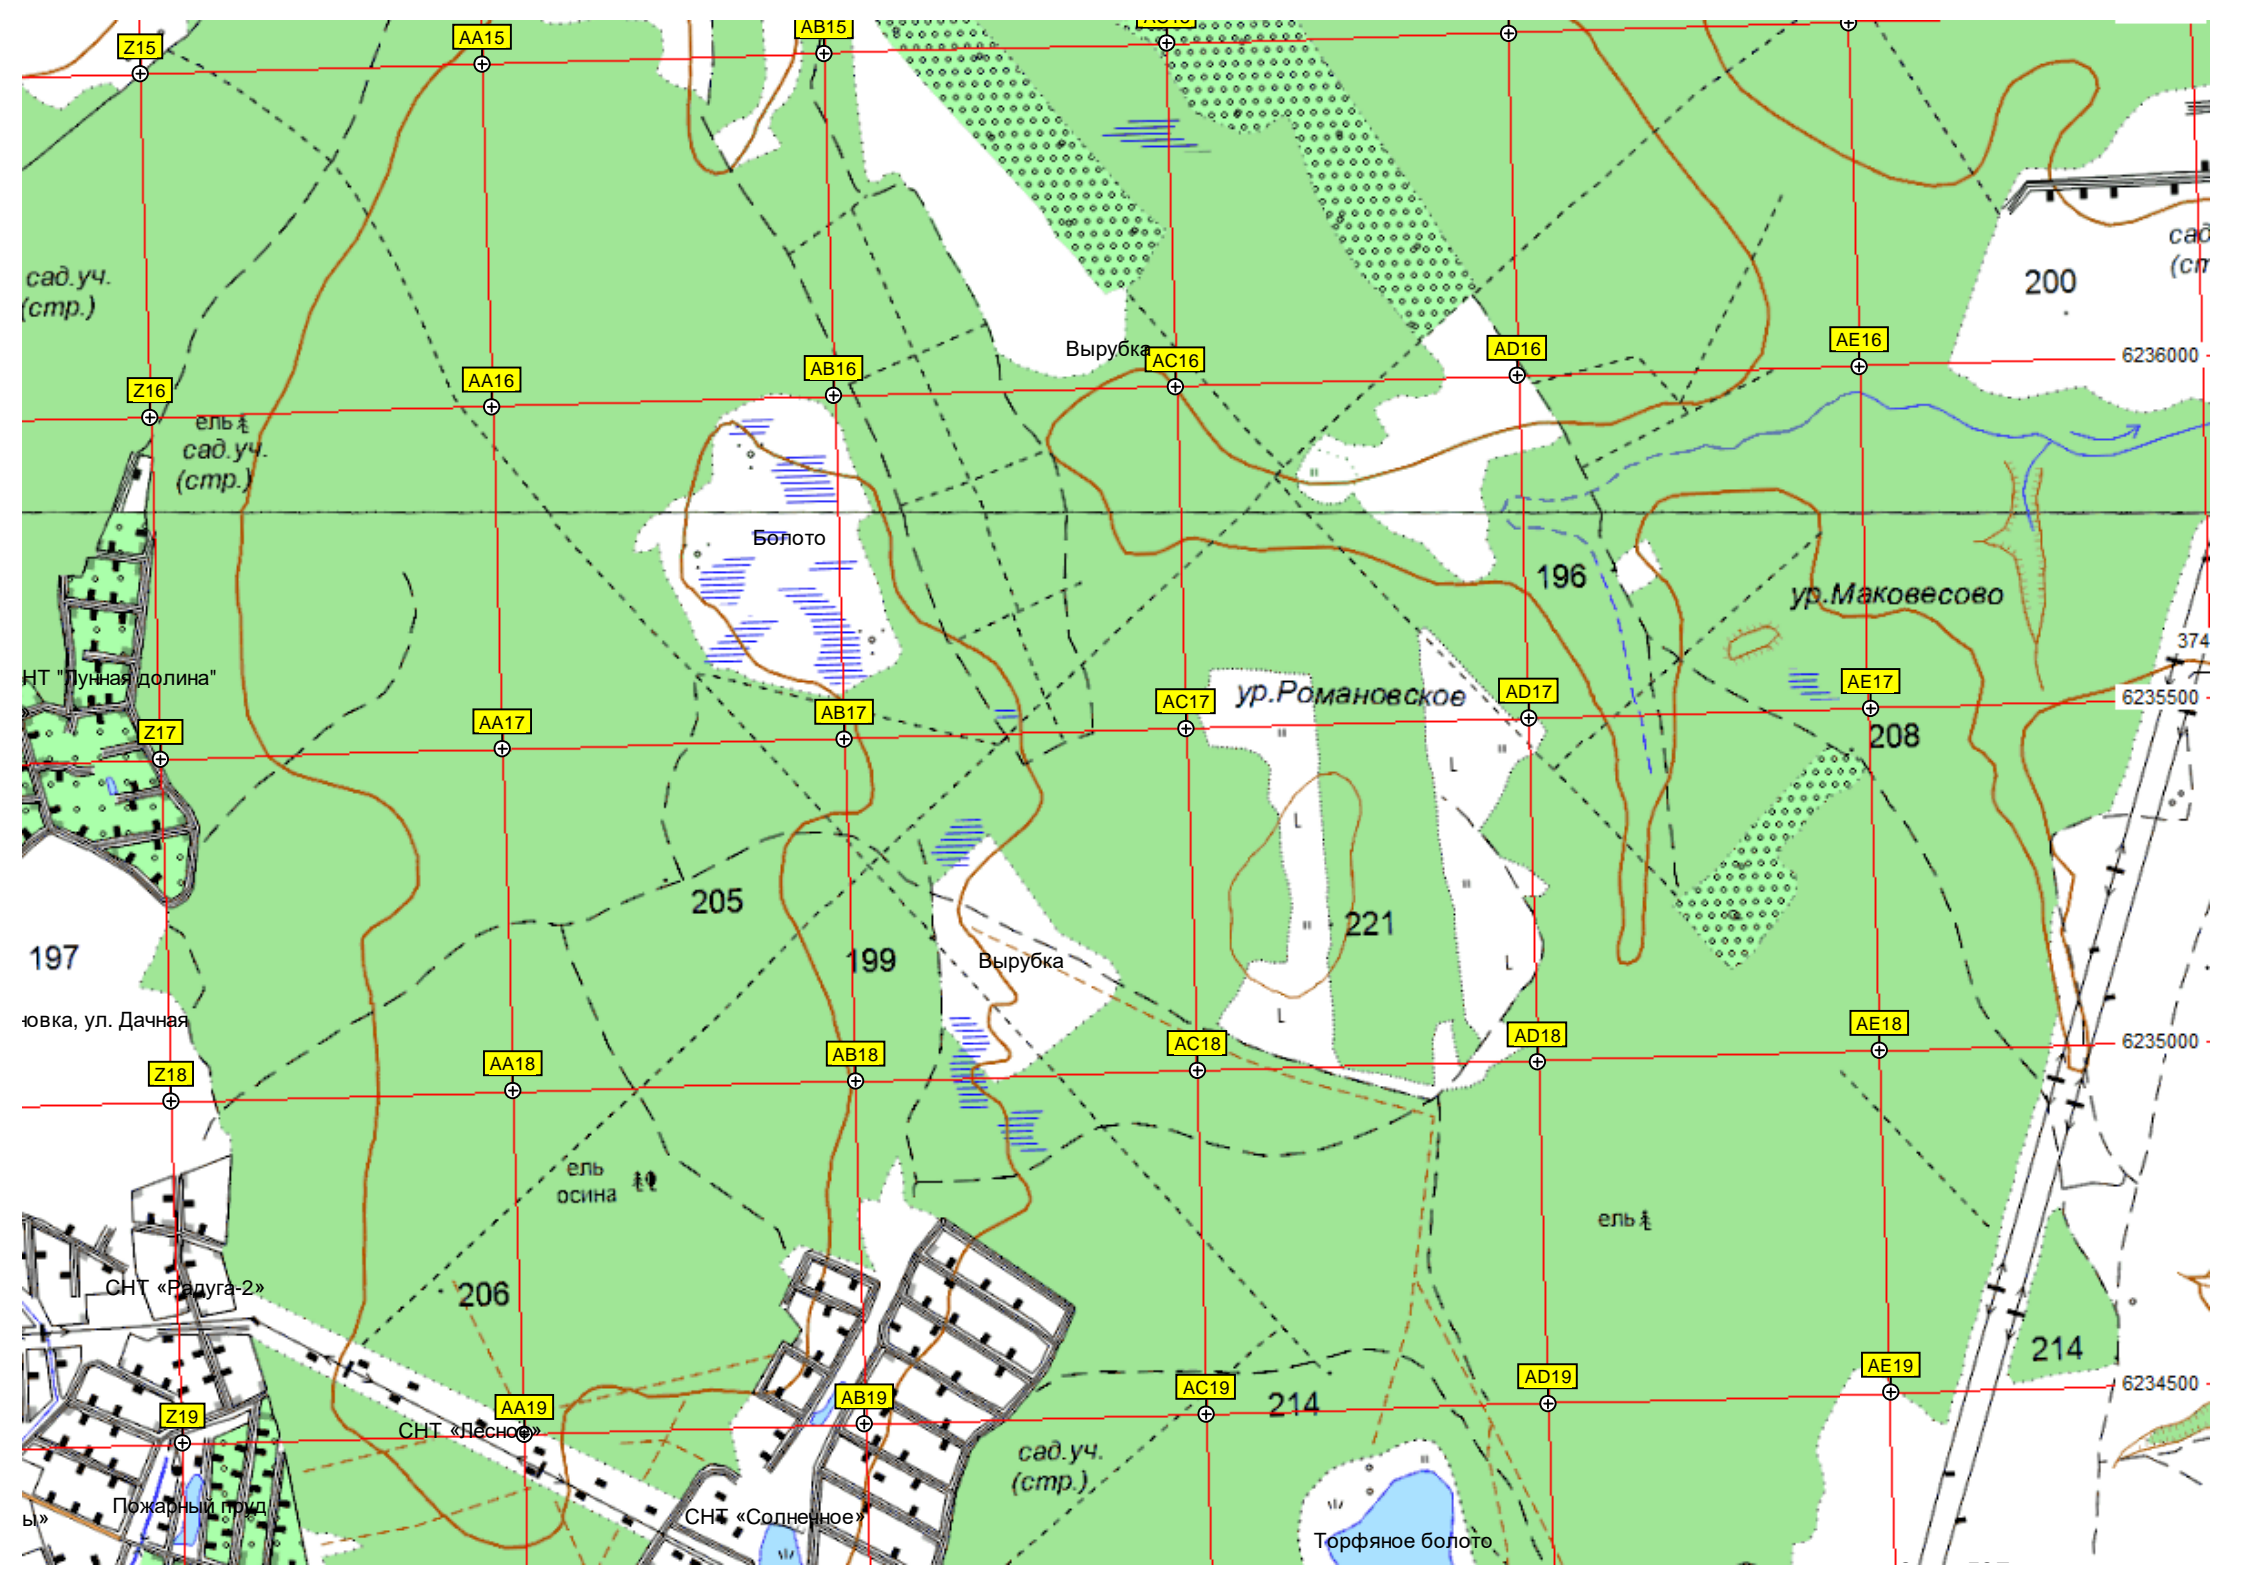 Z15
AA15
AB15
сад.уч.
(стр.)
200
Вырубка
AC16
AD16
AE16
6236000
AB16
AA16
Z16
ель
сад.уч.
(стр.)
Болото
196
ур.Маковесово
374
НТ "Лунная долина"
ур.Романовское
AE17
6235500
AD17
AC17
AB17
AA17
Z17
208
205
221
197
199
Вырубка
овка, ул. Дачная
AE18
6235000
AD18
AC18
AB18
AA18
Z18
ель
осина
ель
СНТ «Радуга-2»
206
214
AE19
6234500
AD19
AC19
214
AB19
AA19
Z19
СНТ «Лесное»
сад.уч.
(стр.)
Пожарный пруд
ы»
СНТ «Солнечное»
Торфяное болото